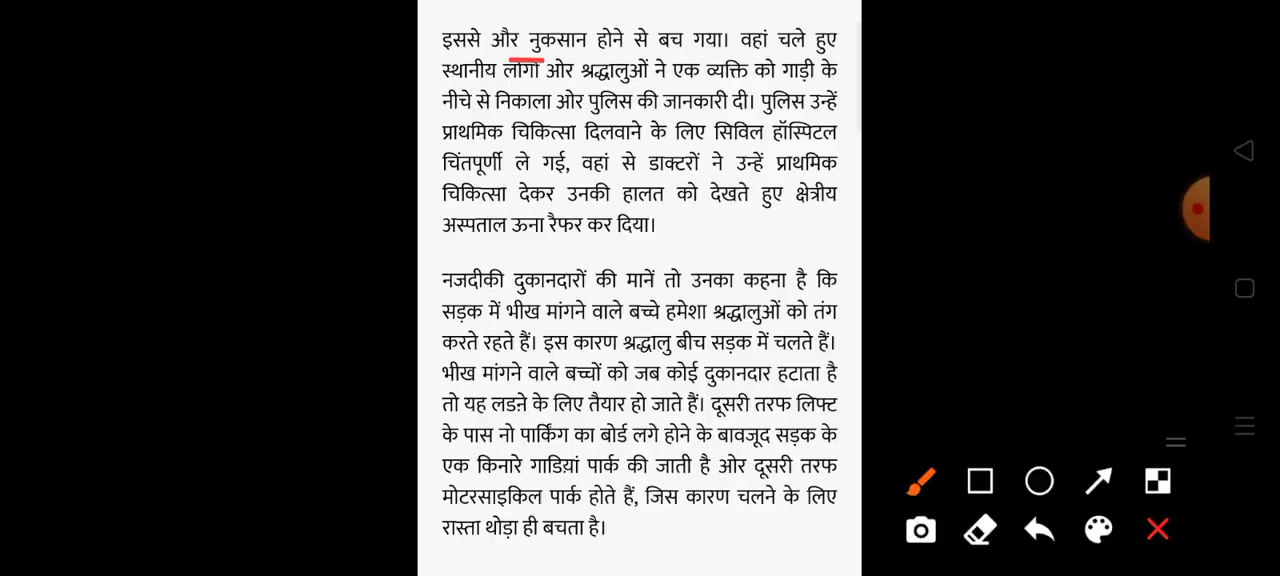 इससे और नुकसान होने से बच गया। वहां चले हुए
स्थानीय लोगों ओर श्रद्धालुओं ने एक व्यक्ति को गाड़ी के
नीचे से निकाला ओर पुलिस की जानकारी दी। पुलिस उन्हें
प्राथमिक चिकित्सा दिलवाने के लिए सिविल हॉस्पिटल
चिंतपूर्णी ले गई, वहां से डाक्टरों ने उन्हें प्राथमिक
चिकित्सा देकर उनकी हालत को देखते हुए क्षेत्रीय
अस्पताल ऊना रैफर कर दिया।
नजदीकी दुकानदारों की मानें तो उनका कहना है कि
सड़क में भीख मांगने वाले बच्चे हमेशा श्रद्धालुओं को तंग
करते रहते हैं। इस कारण श्रद्धालु बीच सड़क में चलते हैं।
भीख मांगने वाले बच्चों को जब कोई दुकानदार हटाता है
तो यह लडऩे के लिए तैयार हो जाते हैं। दूसरी तरफ लिफ्ट
के पास नो पार्किंग का बोर्ड लगे होने के बावजूद सड़क के
एक किनारे गाडिय़ां पार्क की जाती है ओर दूसरी तरफ
मोटरसाइकिल पार्क होते हैं, जिस कारण चलने के लिए
रास्ता थोड़ा ही बचता है।